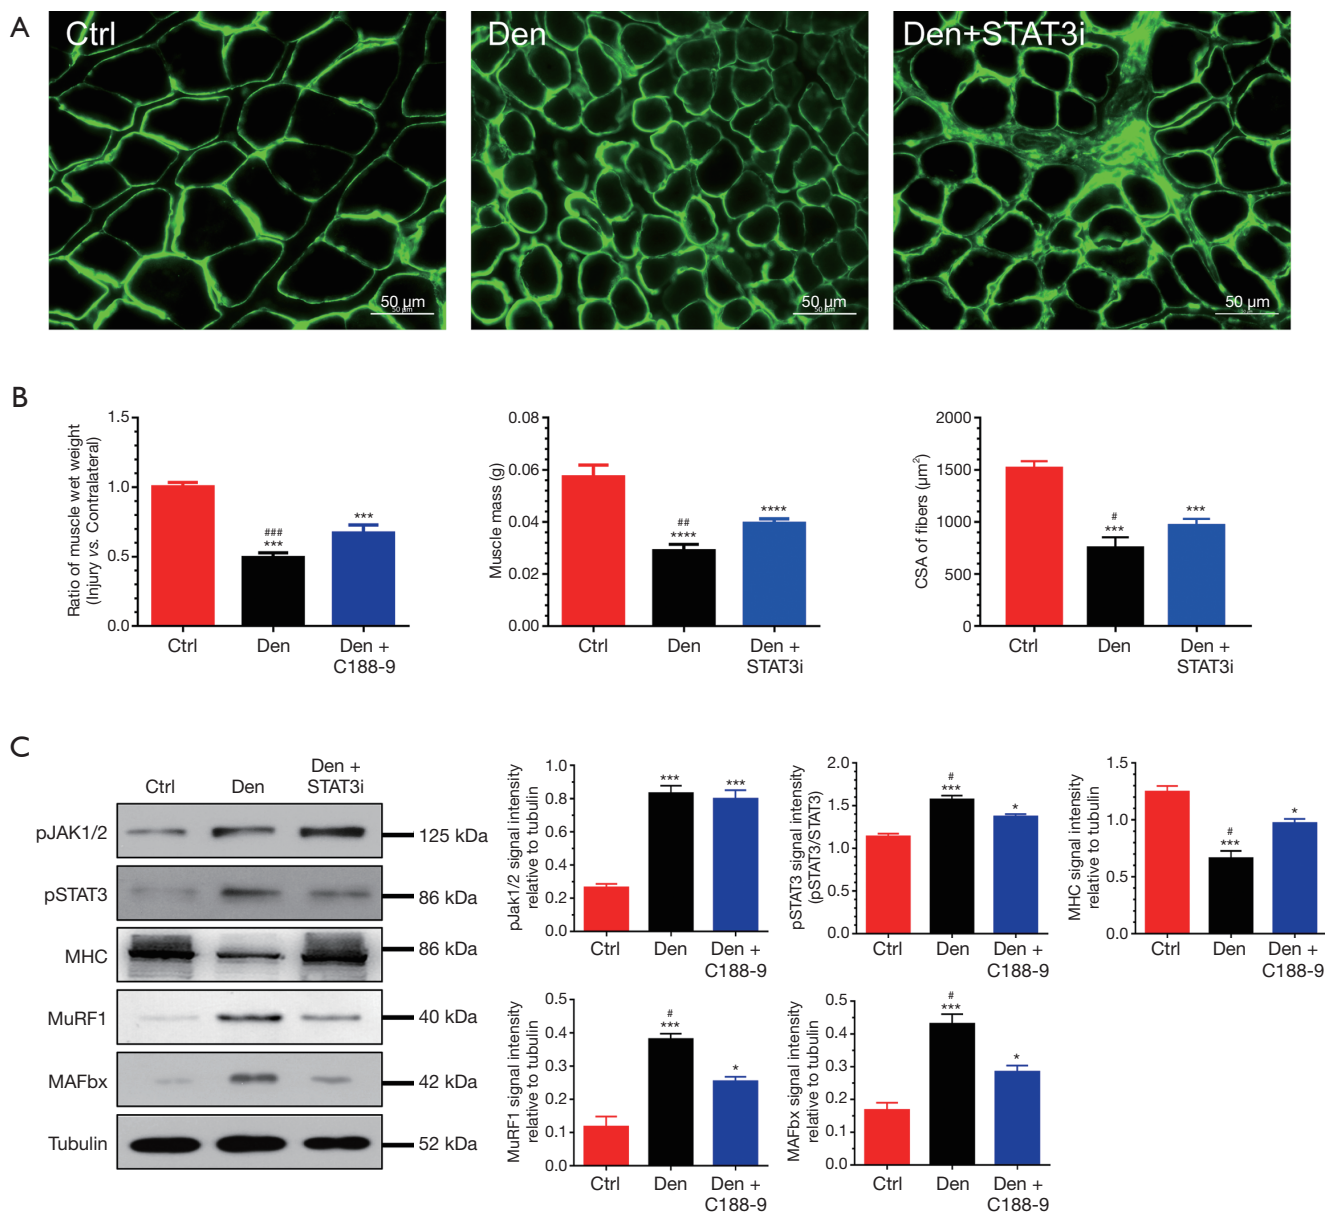 A
Ctrl
Den
Den+STAT3i
50 µm
50 µm
50 µm
50 µm
50 µm
B
Ratio of muscle wet weight
(Injury vs. Contralateral)
1.5
1.0
0.5
0.0
###
***
***
Ctrl
Den
Den +
C188-9
Muscle mass (g)
0.08
0.06
0.04
0.02
0.00
##
****
****
Ctrl
Den
Den +
STAT3i
CSA of fibers (µm²)
2000
1500
1000
500
0
#
***
***
Ctrl
Den
Den +
STAT3i
C
Ctrl
Den
Den +
STAT3i
pJAK1/2
125 kDa
pSTAT3
86 kDa
MHC
86 kDa
MuRF1
40 kDa
MAFbx
42 kDa
Tubulin
52 kDa
pJak1/2 signal intensity
relative to tubulin
1.0
0.8
0.6
0.4
0.2
0.0
***
***
Ctrl
Den
Den +
C188-9
pSTAT3 signal intensity
(pSTAT3/STAT3)
2.0
1.5
1.0
0.5
0.0
#
***
*
Ctrl
Den
Den +
C188-9
MHC signal intensity
relative to tubulin
1.5
1.0
0.5
0.0
#
***
*
Ctrl
Den
Den +
C188-9
MuRF1 signal intensity
relative to tubulin
0.5
0.4
0.3
0.2
0.1
0.0
#
***
*
Ctrl
Den
Den +
C188-9
MAFbx signal intensity
relative to tubulin
0.5
0.4
0.3
0.2
0.1
0.0
#
***
*
Ctrl
Den
Den +
C188-9